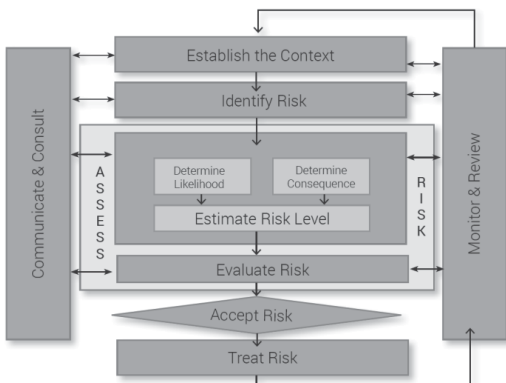 Establish the Context
Identify Risk
Communicate & Consult
ASSESS
Determine
Likelihood
Determine
Consequence
Estimate Risk Level
RISK
Monitor & Review
Evaluate Risk
Accept Risk
Treat Risk